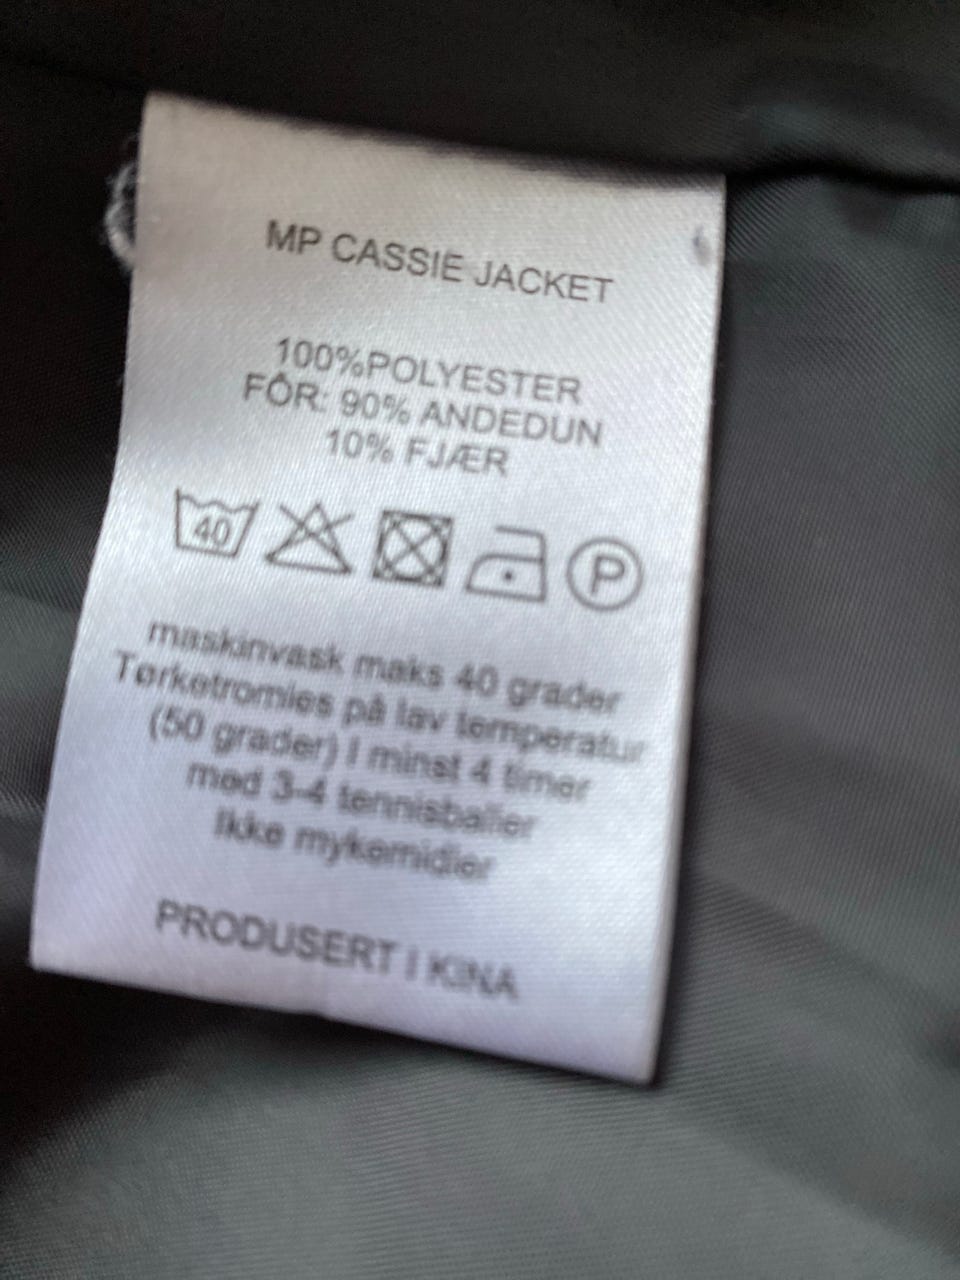 MP CASSIE JACKET
100%POLYESTER
FÔR: 90% ANDEDUN
10% FJÆR
40 P
maskinvask maks 40 grader
Tørketromles på lav temperatur
(50 grader) I minst 4 timer
med 3-4 tennisballer
Ikke mykemidler
PRODUSERT I KINA